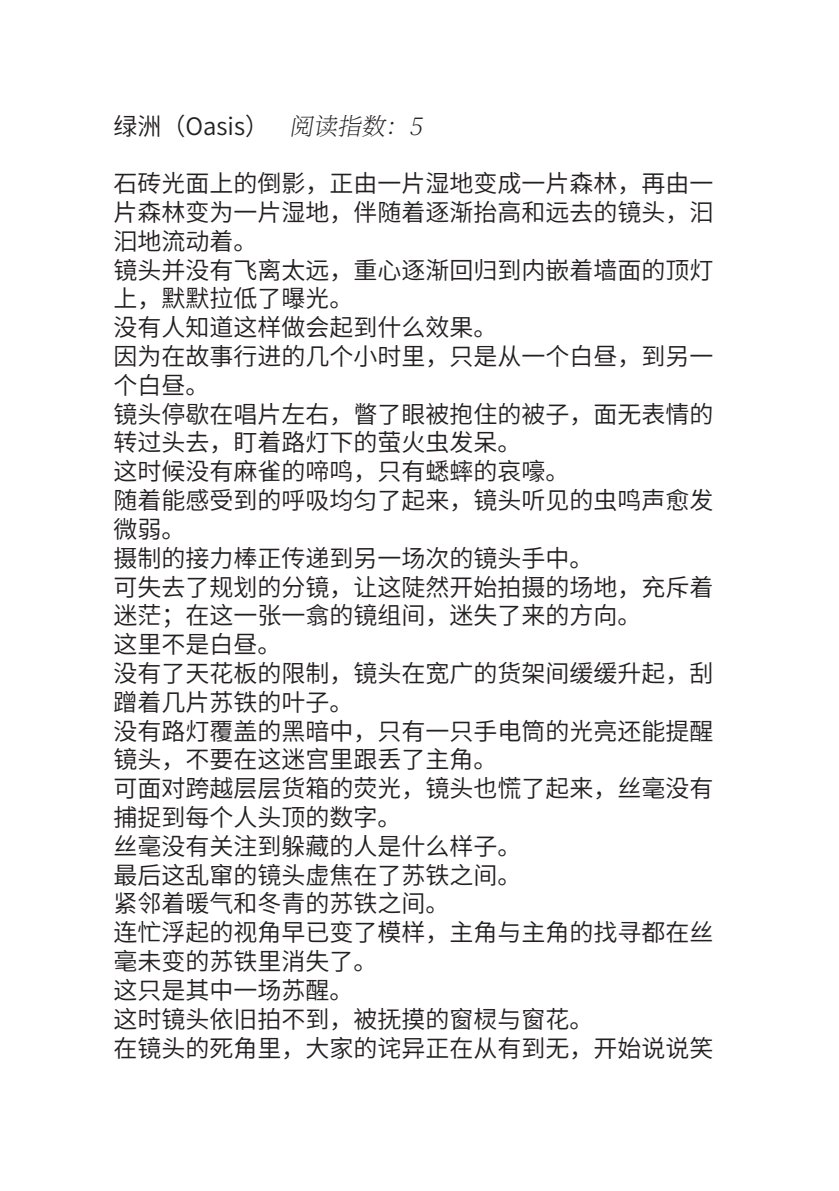 绿洲（Oasis） 阅读指数：5
石砖光面上的倒影，正由一片湿地变成一片森林，再由一
片森林变为一片湿地，伴随着逐渐抬高和远去的镜头，汩
汩地流动着。
镜头并没有飞离太远，重心逐渐回归到内嵌着墙面的顶灯
上，默默拉低了曝光。
没有人知道这样做会起到什么效果。
因为在故事行进的几个小时里，只是从一个白昼，到另一
个白昼。
镜头停歇在唱片左右，瞥了眼被抱住的被子，面无表情的
转过头去，盯着路灯下的萤火虫发呆。
这时候没有麻雀的啼鸣，只有蟋蟀的哀嚎。
随着能感受到的呼吸均匀了起来，镜头听见的虫鸣声愈发
微弱。
摄制的接力棒正传递到另一场次的镜头手中。
可失去了规划的分镜，让这陡然开始拍摄的场地，充斥着
迷茫；在这一张一翕的镜组间，迷失了来的方向。
这里不是白昼。
没有了天花板的限制，镜头在宽广的货架间缓缓升起，刮
蹭着几片苏铁的叶子。
没有路灯覆盖的黑暗中，只有一只手电筒的光亮还能提醒
镜头，不要在这迷宫里跟丢了主角。
可面对跨越层层货箱的荧光，镜头也慌了起来，丝毫没有
捕捉到每个人头顶的数字。
丝毫没有关注到躲藏的人是什么样子。
最后这乱窜的镜头虚焦在了苏铁之间。
紧邻着暖气和冬青的苏铁之间。
连忙浮起的视角早已变了模样，主角与主角的找寻都在丝
毫未变的苏铁里消失了。
这只是其中一场苏醒。
这时镜头依旧拍不到，被抚摸的窗棂与窗花。
在镜头的死角里，大家的诧异正在从有到无，开始说说笑